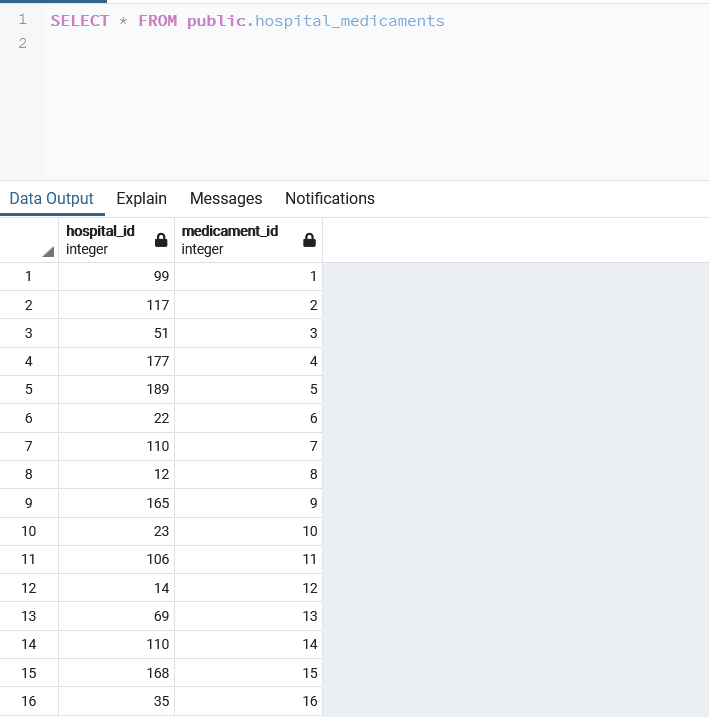 1 SELECT * FROM public.hospital_medicaments
2
Data Output Explain Messages Notifications
hospital_id medicament_id
integer integer
1 99 1
2 117 2
3 51 3
4 177 4
5 189 5
6 22 6
7 110 7
8 12 8
9 165 9
10 23 10
11 106 11
12 14 12
13 69 13
14 110 14
15 168 15
16 35 16